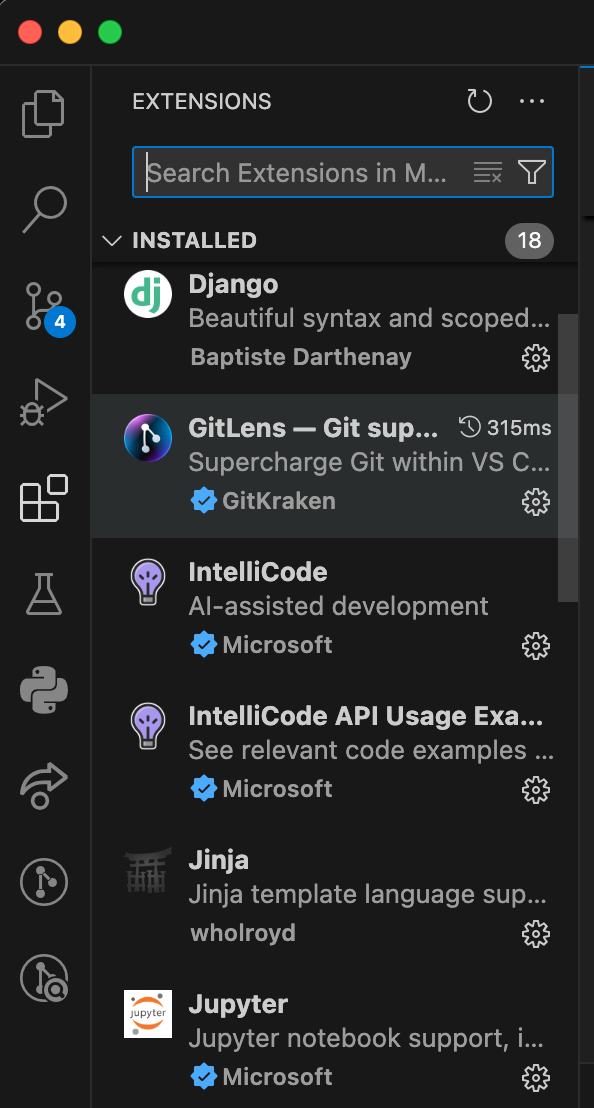 EXTENSIONS
Search Extensions in M...
INSTALLED 18
dj Django
Beautiful syntax and scoped...
Baptiste Darthenay
4
GitLens — Git sup... 315ms
Supercharge Git within VS C...
GitKraken
IntelliCode
AI-assisted development
Microsoft
IntelliCode API Usage Exa...
See relevant code examples ...
Microsoft
Jinja
Jinja template language sup...
wholroyd
jupyter Jupyter
Jupyter notebook support, i...
Microsoft